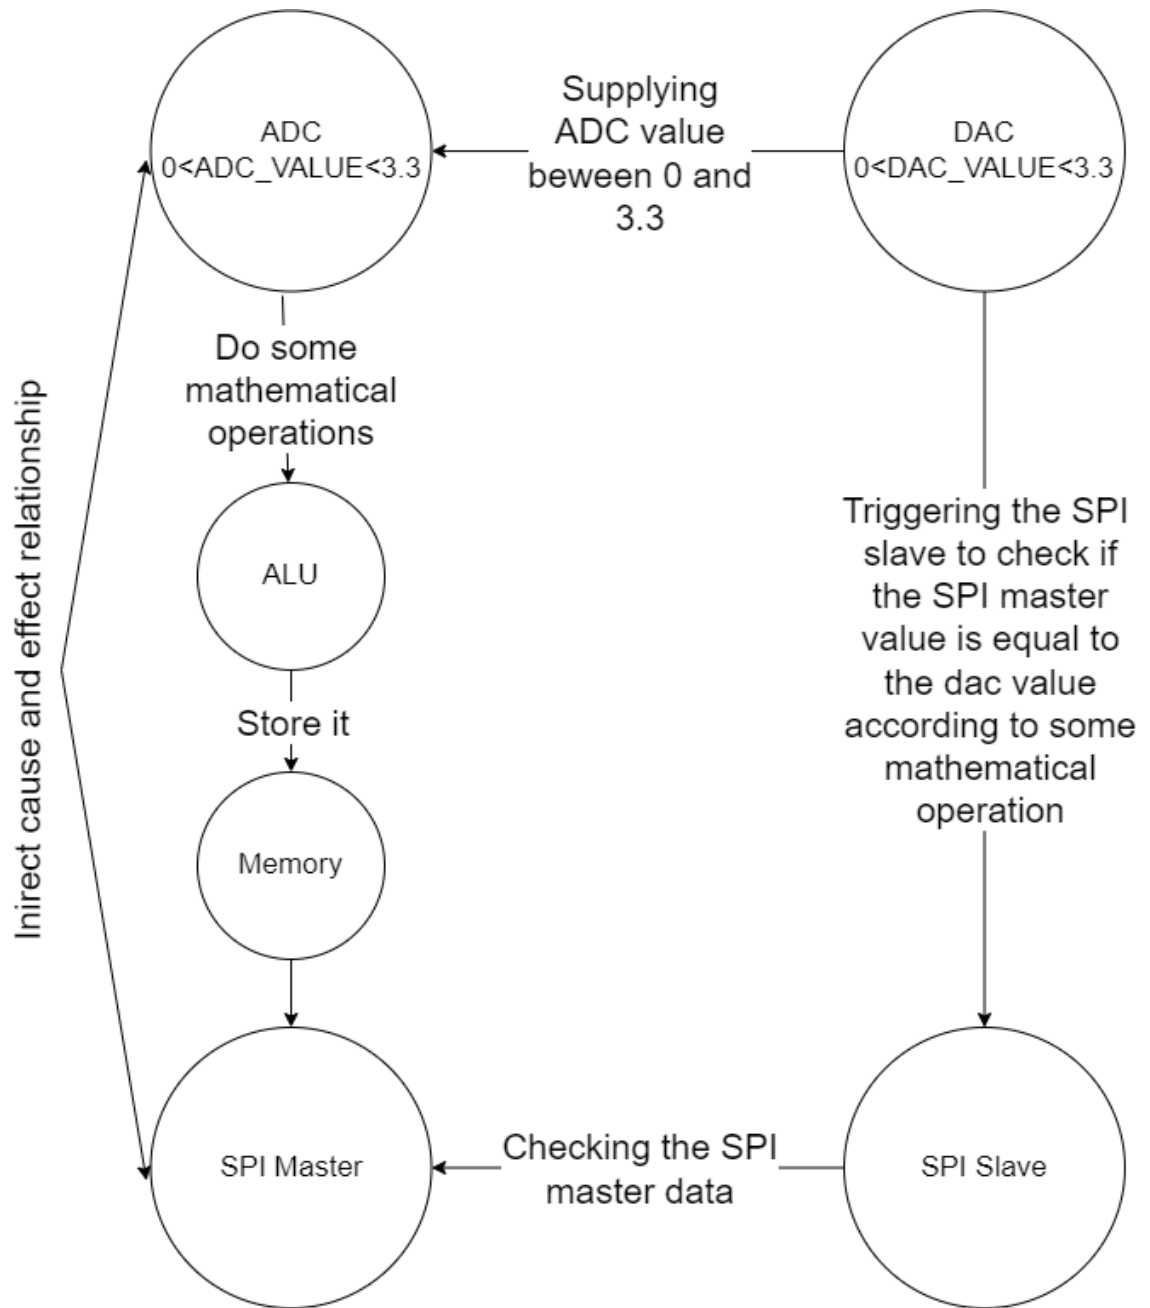 ADC
0<ADC_VALUE<3.3
Supplying
ADC value
beween 0 and
3.3
DAC
0<DAC_VALUE<3.3
Do some
mathematical
operations
Inirect cause and effect relationship
ALU
Triggering the SPI
slave to check if
the SPI master
value is equal to
the dac value
according to some
mathematical
operation
Store it
Memory
SPI Master
Checking the SPI
master data
SPI Slave